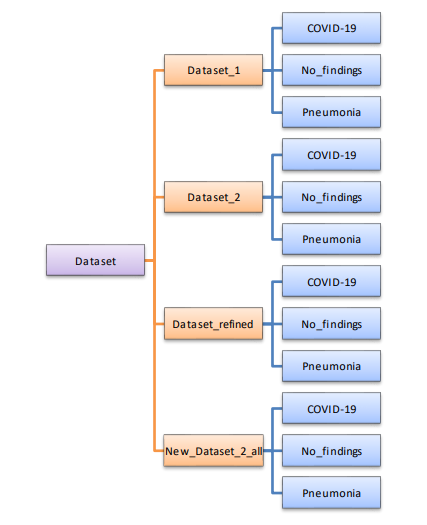 Dataset
Dataset_1
COVID-19
No_findings
Pneumonia
Dataset_2
COVID-19
No_findings
Pneumonia
Dataset_refined
COVID-19
No_findings
Pneumonia
New_Dataset_2_all
COVID-19
No_findings
Pneumonia